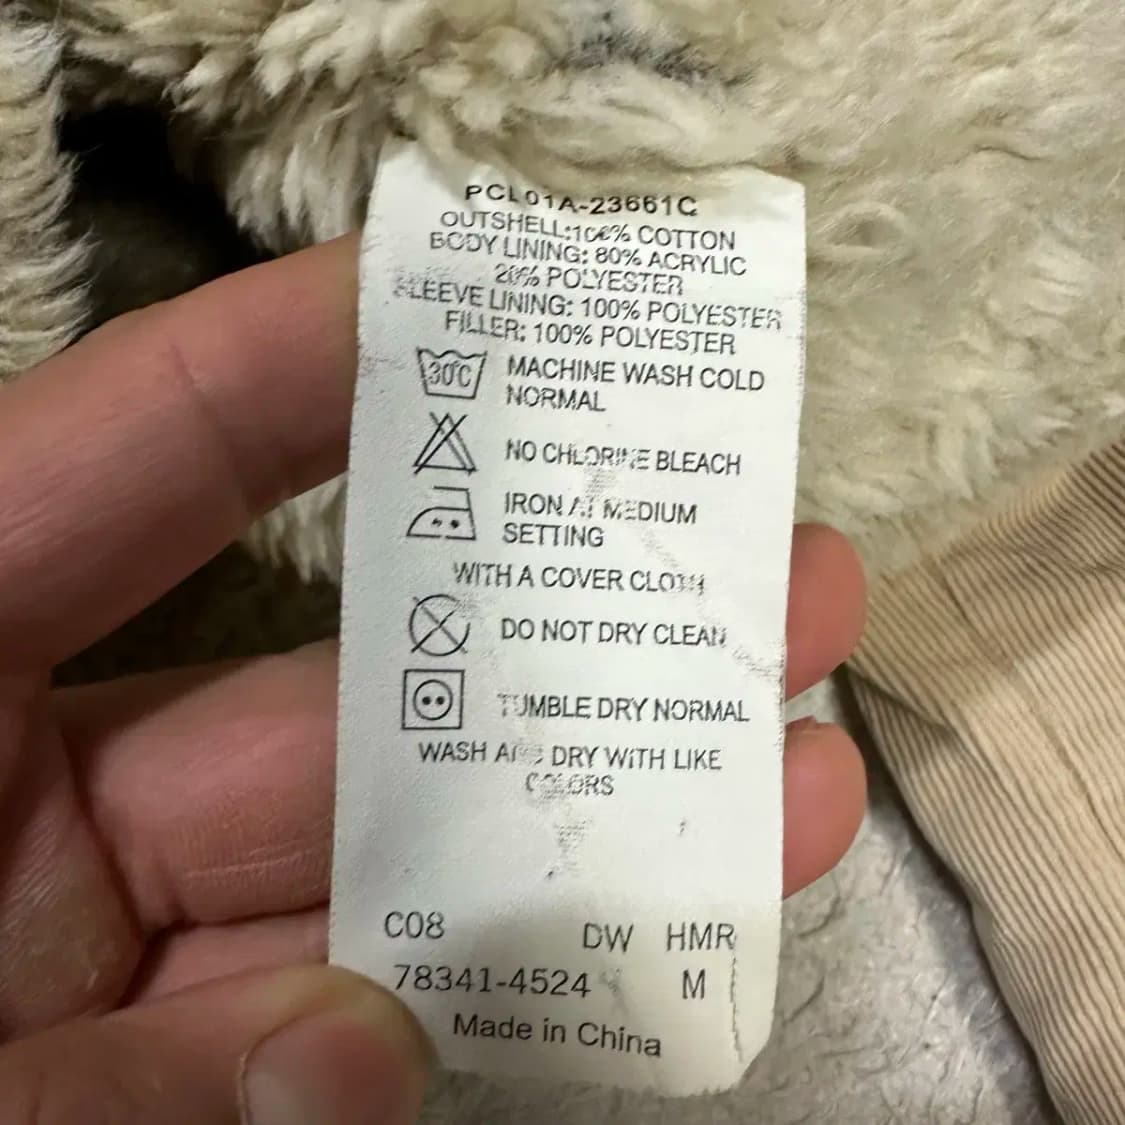 PCL01A-23661C
OUTSHELL:100% COTTON
BODY LINING: 80% ACRYLIC
20% POLYESTER
SLEEVE LINING: 100% POLYESTER
FILLER: 100% POLYESTER
30°C MACHINE WASH COLD
NORMAL
NO CHLORINE BLEACH
IRON AT MEDIUM
SETTING
WITH A COVER CLOTH
DO NOT DRY CLEAN
TUMBLE DRY NORMAL
WASH AND DRY WITH LIKE
COLORS
C08 DW HMR
78341-4524 M
Made in China